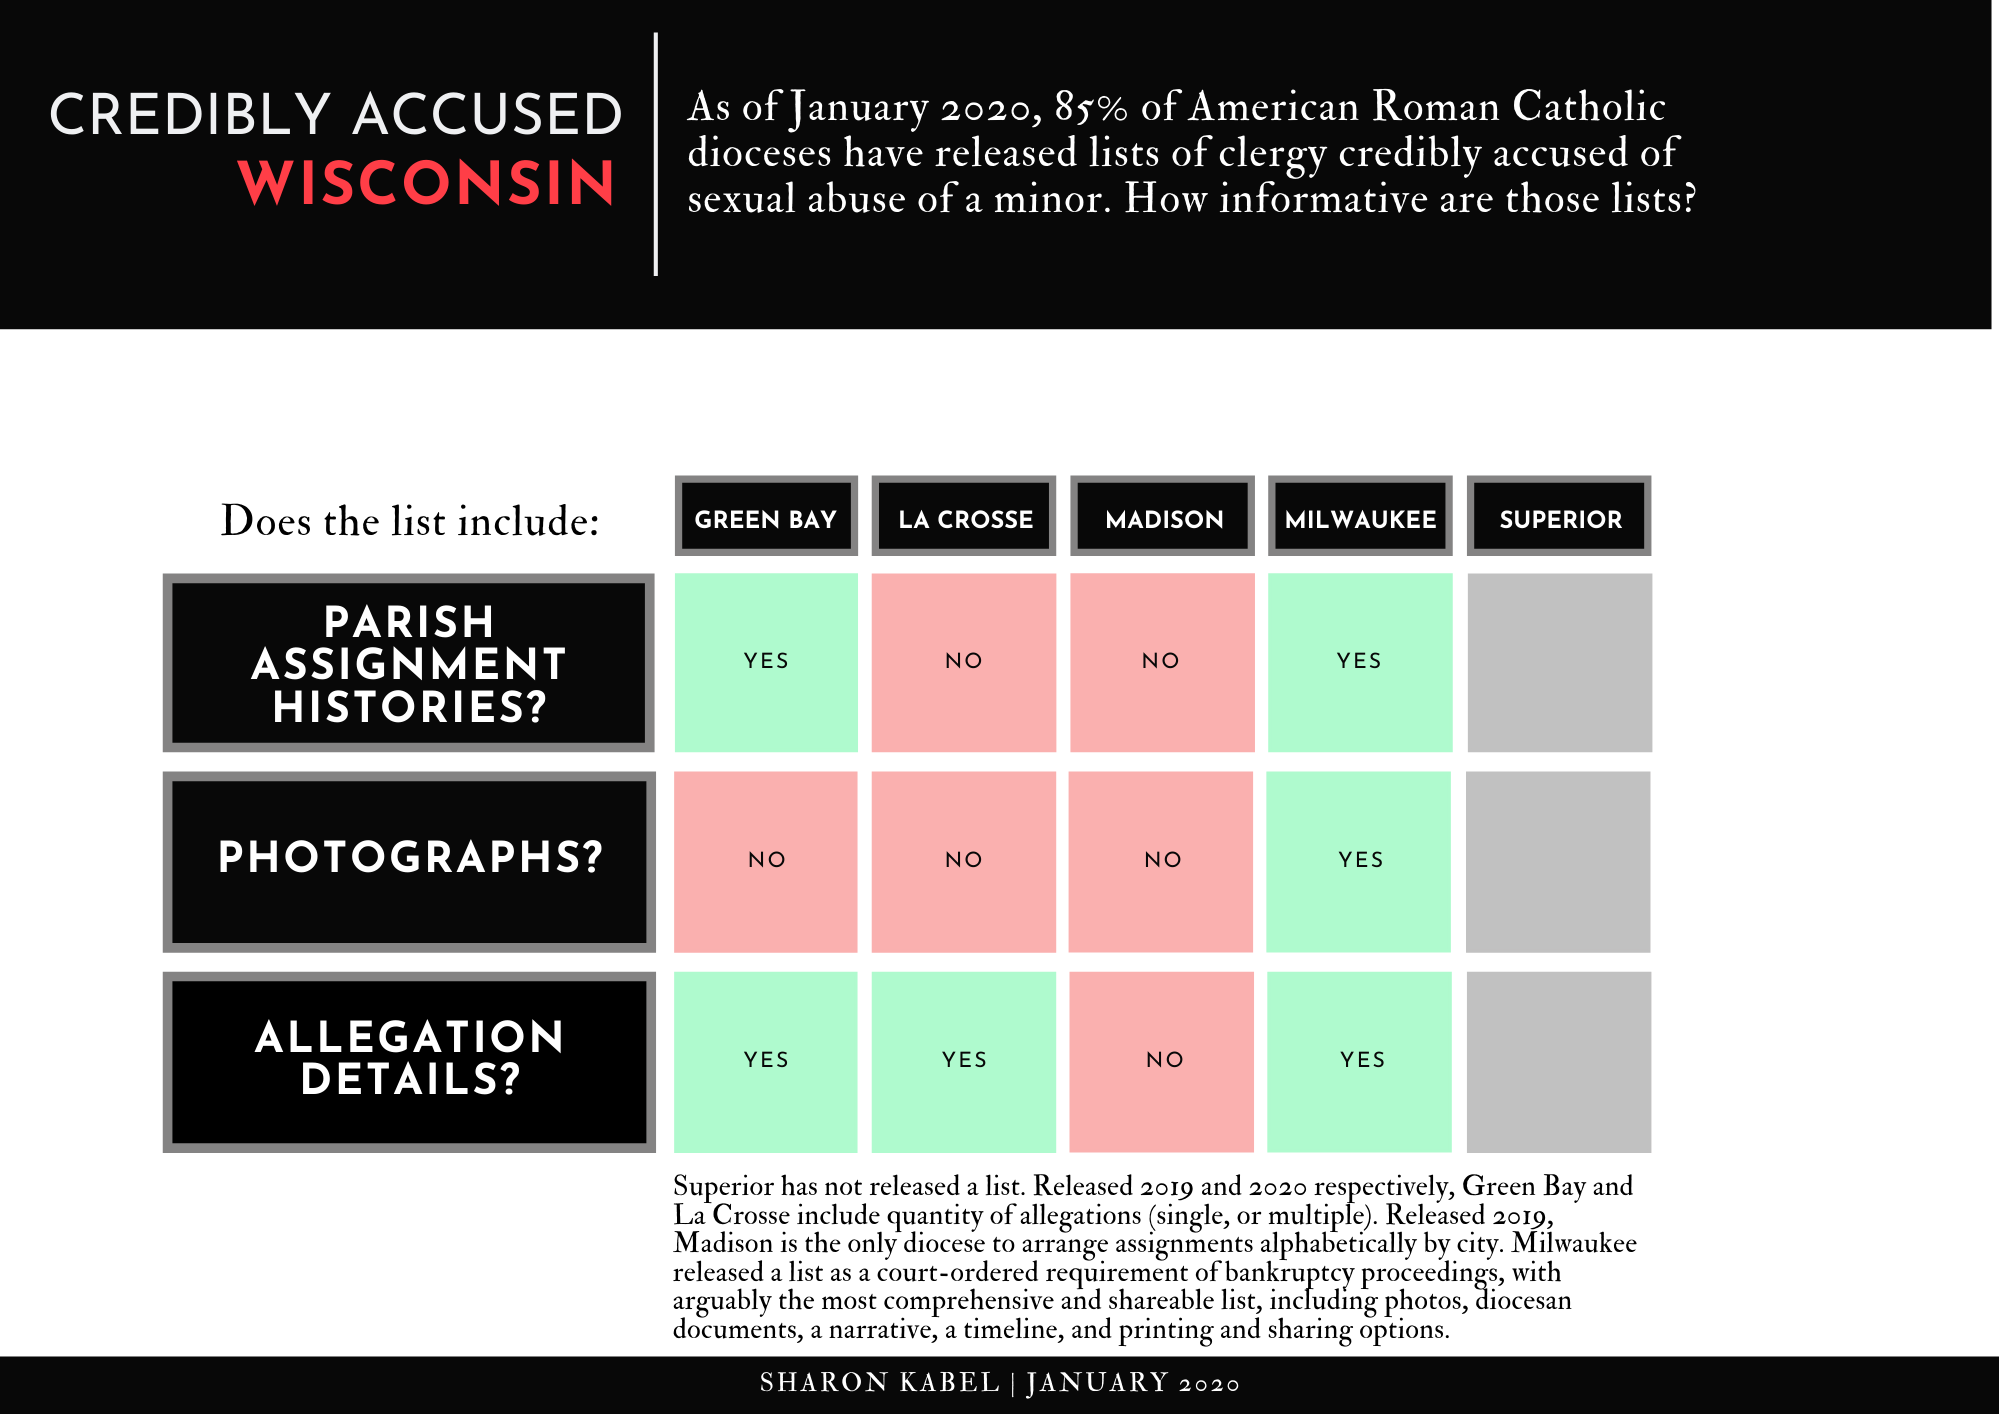 CREDIBLY ACCUSED
WISCONSIN
As of January 2020, 85% of American Roman Catholic
dioceses have released lists of clergy credibly accused of
sexual abuse of a minor. How informative are those lists?
Does the list include:
GREEN BAY
LA CROSSE
MADISON
MILWAUKEE
SUPERIOR
PARISH
ASSIGNMENT
HISTORIES?
YES
NO
NO
YES
PHOTOGRAPHS?
NO
NO
NO
YES
ALLEGATION
DETAILS?
YES
YES
NO
YES
Superior has not released a list. Released 2019 and 2020 respectively, Green Bay and
La Crosse include quantity of allegations (single, or multiple). Released 2019,
Madison is the only diocese to arrange assignments alphabetically by city. Milwaukee
released a list as a court-ordered requirement of bankruptcy proceedings, with
arguably the most comprehensive and shareable list, including photos, diocesan
documents, a narrative, a timeline, and printing and sharing options.
SHARON KABEL | JANUARY 2020